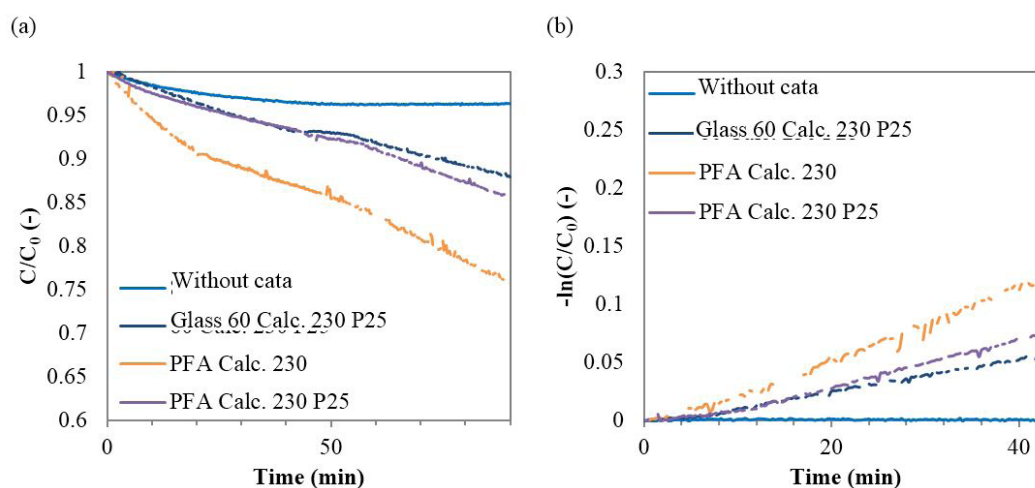 (a)
1
0.95
0.9
0.85
0.8
0.75
0.7
0.65
0.6
C/C0 (-)
Without cata
Glass 60 Calc. 230 P25
PFA Calc. 230
PFA Calc. 230 P25
0
50
Time (min)
(b)
0.3
0.25
0.2
0.15
0.1
0.05
0
-ln(C/C0) (-)
Without cata
Glass 60 Calc. 230 P25
PFA Calc. 230
PFA Calc. 230 P25
0
20
40
Time (min)